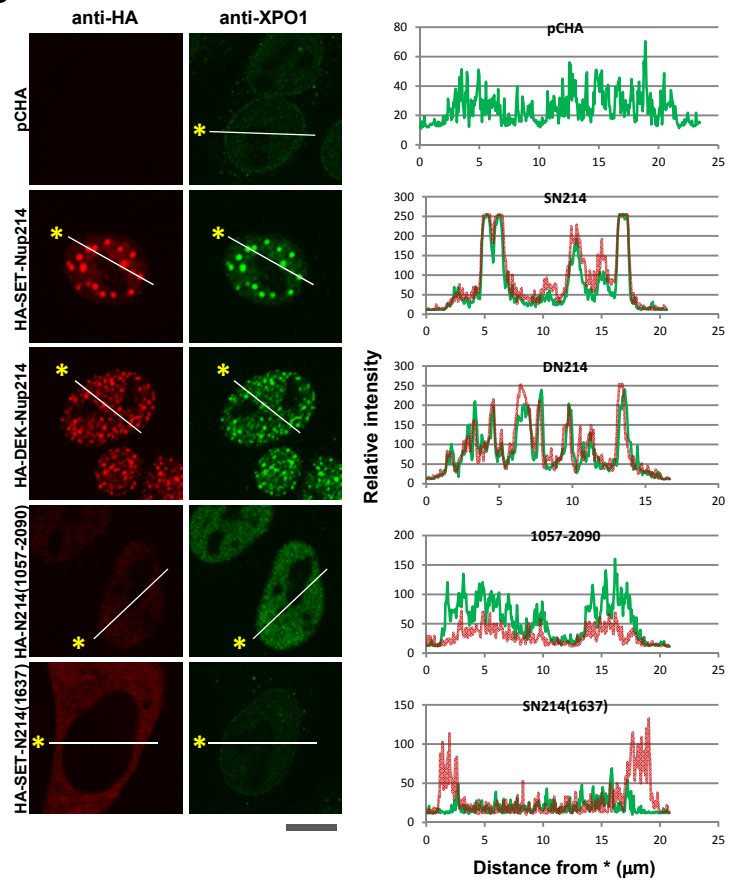 anti-HA
anti-XPO1
pCHA
*
HA-SET-Nup214
*
*
HA-DEK-Nup214
*
*
HA-N214(1057-2090)
*
*
HA-SET-N214(1637)
*
*
Relative intensity
pCHA
80
60
40
20
0
0 5 10 15 20 25
SN214
300
250
200
150
100
50
0
0 5 10 15 20 25
DN214
300
250
200
150
100
50
0
0 5 10 15 20
1057-2090
200
150
100
50
0
0 5 10 15 20 25
SN214(1637)
150
100
50
0
0 5 10 15 20 25
Distance from * (μm)